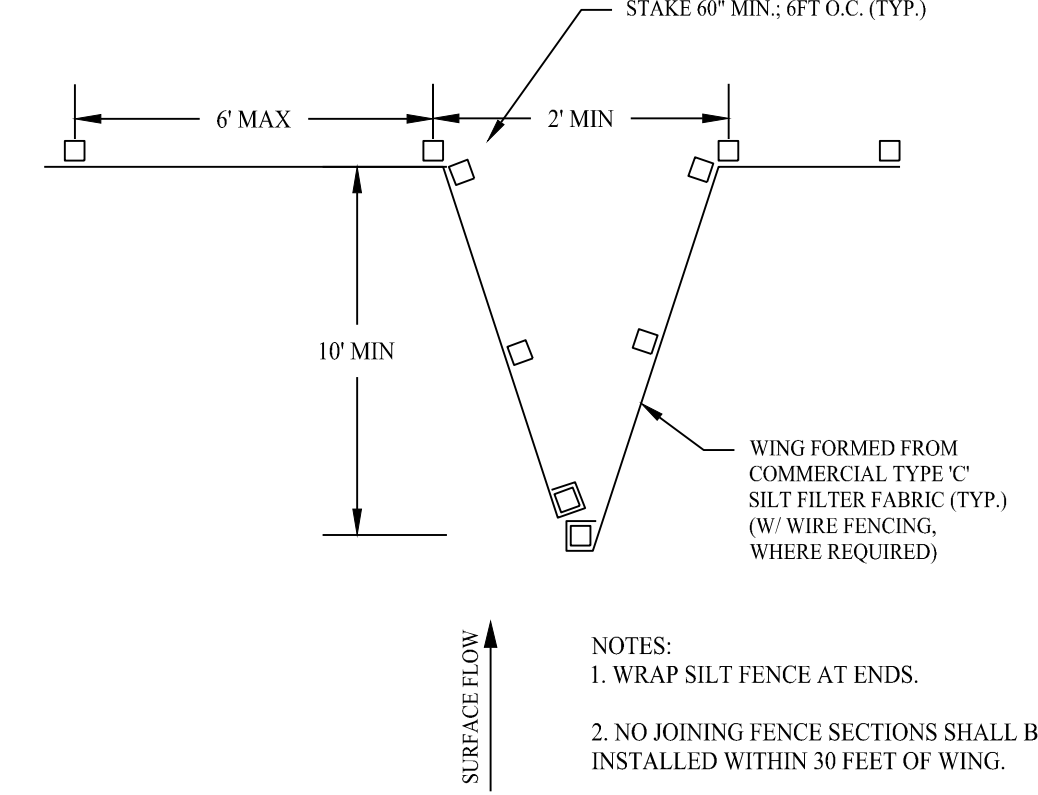 STAKE 60" MIN.; 6FT O.C. (TYP.)
6' MAX
2' MIN
10' MIN
WING FORMED FROM
COMMERCIAL TYPE 'C'
SILT FILTER FABRIC (TYP.)
(W/ WIRE FENCING,
WHERE REQUIRED)
SURFACE FLOW
NOTES:
1. WRAP SILT FENCE AT ENDS.
2. NO JOINING FENCE SECTIONS SHALL B
INSTALLED WITHIN 30 FEET OF WING.